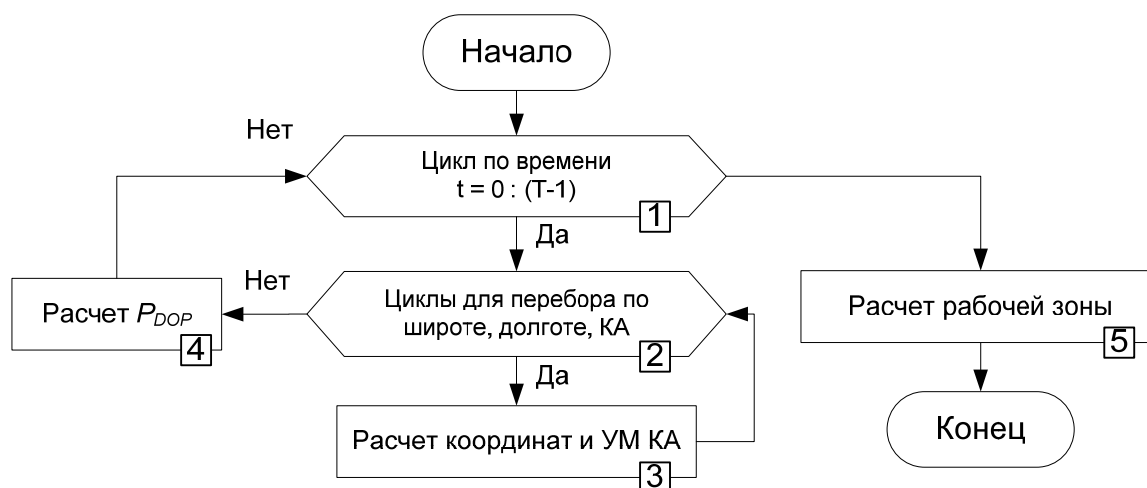 Начало
Нет
Цикл по времени
t = 0 : (T-1)
1
Да
Нет
Циклы для перебора по
широте, долготе, КА
2
Расчет P_DOP
4
Расчет рабочей зоны
5
Да
Расчет координат и УМ КА
3
Конец